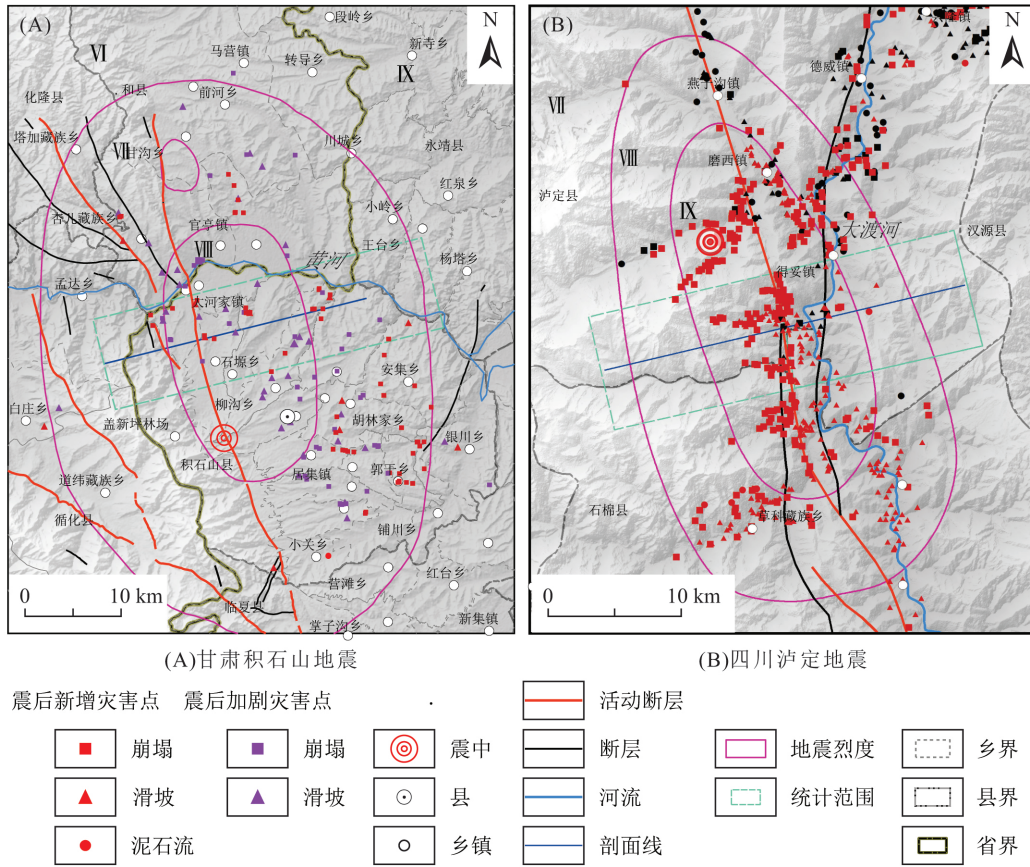 (A)
N
段岭乡
新寺乡
马营镇
转导乡
VI
IX
化隆县
前河乡
塔加藏族乡
川城乡
VII
甘沟乡
永靖县
红泉乡
小岭乡
杏儿藏族乡
官亭镇
王台乡
VIII
黄河
杨塔乡
孟达乡
大河家镇
石塬乡
安集乡
白庄乡
柳沟乡
盖新坪林场
胡林家乡
银川乡
积石山县
郭干乡
居集镇
道纬藏族乡
循化县
铺川乡
小关乡
营滩乡
红台乡
临夏县
新集镇
掌子沟乡
0 10 km
(B)
N
德威镇
燕子沟镇
VII
VIII
磨西镇
泸定县
IX
大渡河
汉源县
得妥镇
石棉县
草科藏族乡
0 10 km
(A)甘肃积石山地震
(B)四川泸定地震
震后新增灾害点 震后加剧灾害点
活动断层
崩塌
崩塌
震中
断层
地震烈度
乡界
滑坡
滑坡
县
河流
统计范围
县界
泥石流
乡镇
剖面线
省界